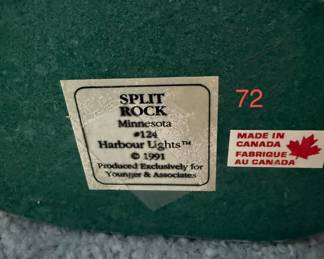 SPLIT
ROCK
Minnesota
#124
Harbour Lights™
© 1991
Produced Exclusively for
Younger & Associates
72
MADE IN
CANADA
FABRIQUÉ
AU CANADA